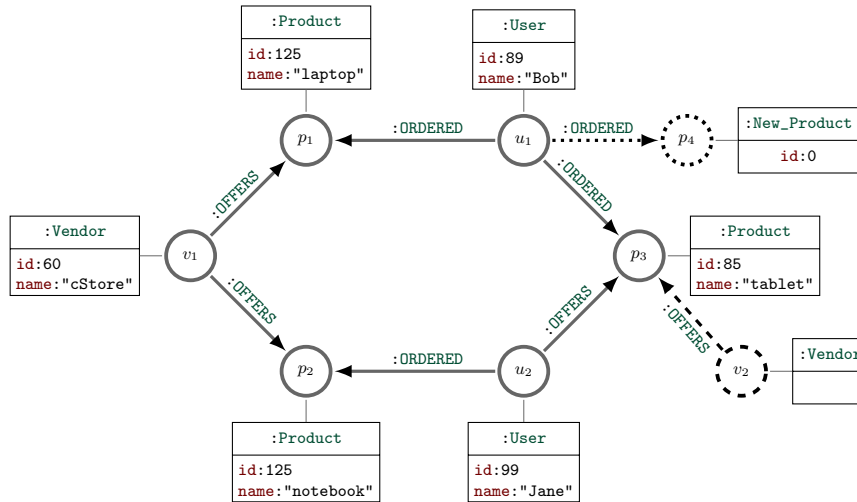 :Product
id:125
name:"laptop"
:User
id:89
name:"Bob"
:ORDERED
:ORDERED
p1
u1
p4
:New_Product
id:0
:OFFERS
:ORDERED
:Vendor
id:60
name:"cStore"
v1
p3
:Product
id:85
name:"tablet"
:OFFERS
:OFFERS
:OFFERS
:ORDERED
p2
u2
v2
:Vendor
:Product
id:125
name:"notebook"
:User
id:99
name:"Jane"